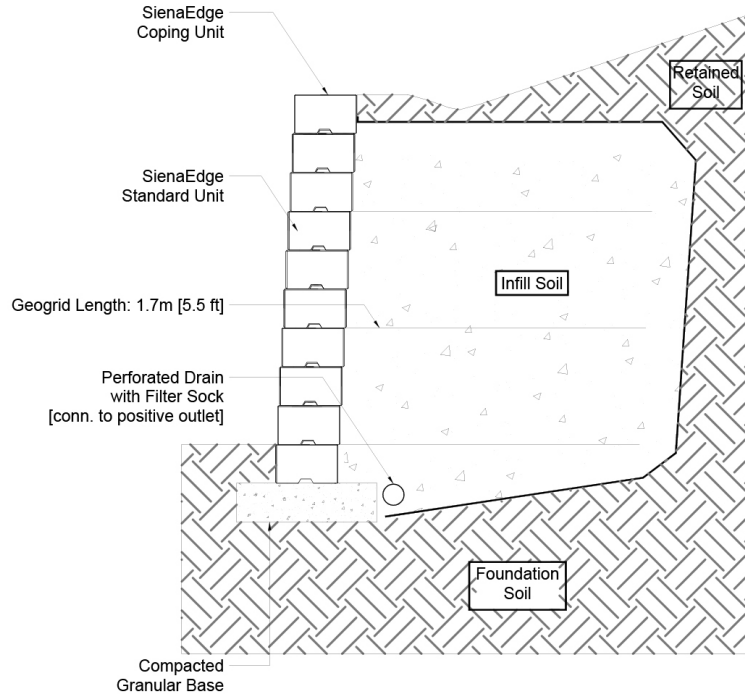 SienaEdge
Coping Unit
Retained
Soil
SienaEdge
Standard Unit
Infill Soil
Geogrid Length: 1.7m [5.5 ft]
Perforated Drain
with Filter Sock
[conn. to positive outlet]
Foundation
Soil
Compacted
Granular Base